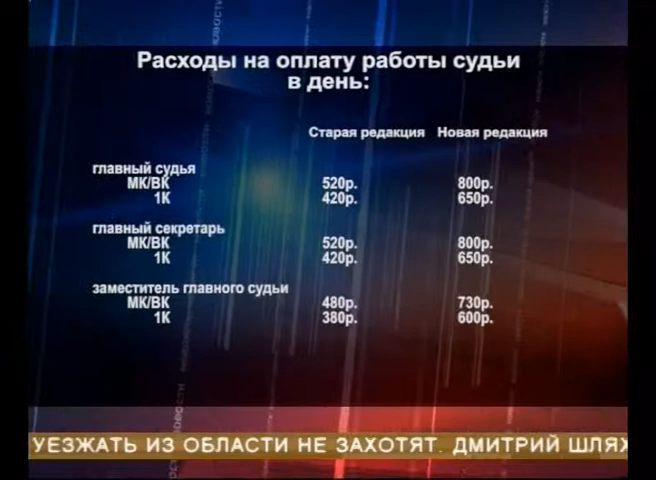 Расходы на оплату работы судьи
в день:
Старая редакция Новая редакция
главный судья
МК/ВК 520р. 800р.
1К 420р. 650р.
главный секретарь
МК/ВК 520р. 800р.
1К 420р. 650р.
заместитель главного судьи
МК/ВК 480р. 730р.
1К 380р. 600р.
УЕЗЖАТЬ ИЗ ОБЛАСТИ НЕ ЗАХОТЯТ. ДМИТРИЙ ШЛЯХ